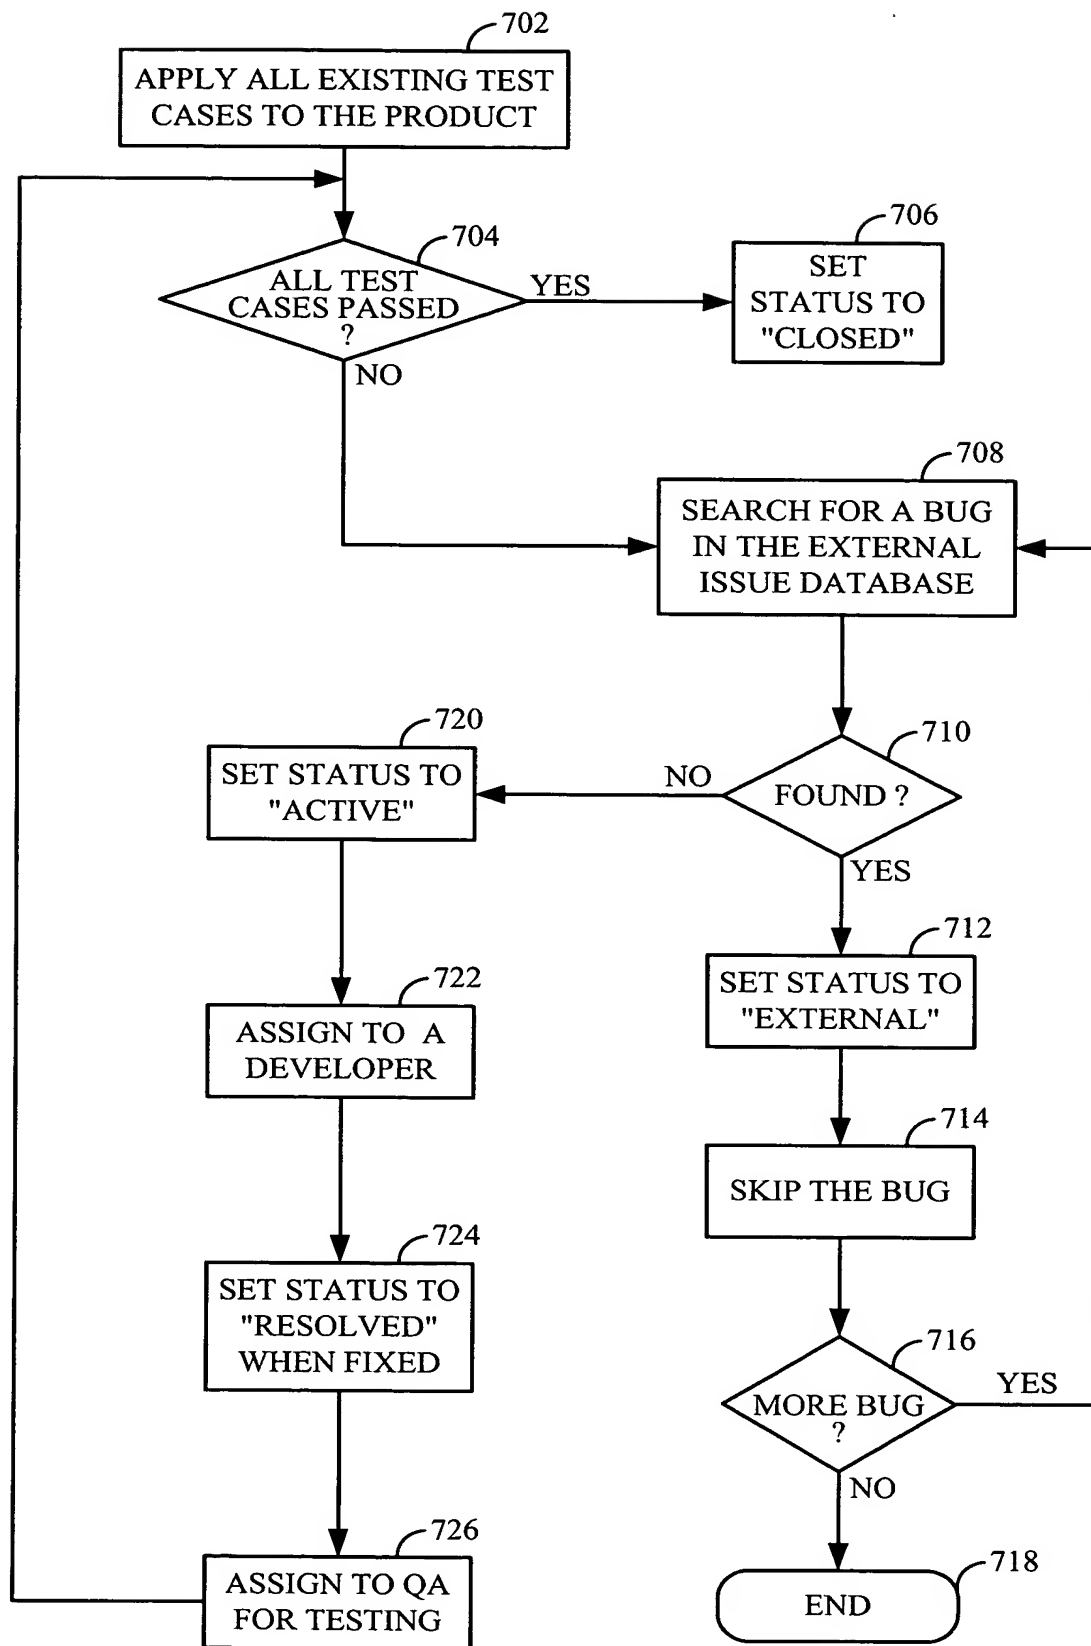 702
APPLY ALL EXISTING TEST
CASES TO THE PRODUCT
704
ALL TEST
CASES PASSED
?
YES
NO
706
SET
STATUS TO
"CLOSED"
708
SEARCH FOR A BUG
IN THE EXTERNAL
ISSUE DATABASE
710
FOUND ?
NO
YES
720
SET STATUS TO
"ACTIVE"
712
SET STATUS TO
"EXTERNAL"
722
ASSIGN TO A
DEVELOPER
714
SKIP THE BUG
724
SET STATUS TO
"RESOLVED"
WHEN FIXED
716
MORE BUG
?
YES
NO
726
ASSIGN TO QA
FOR TESTING
718
END